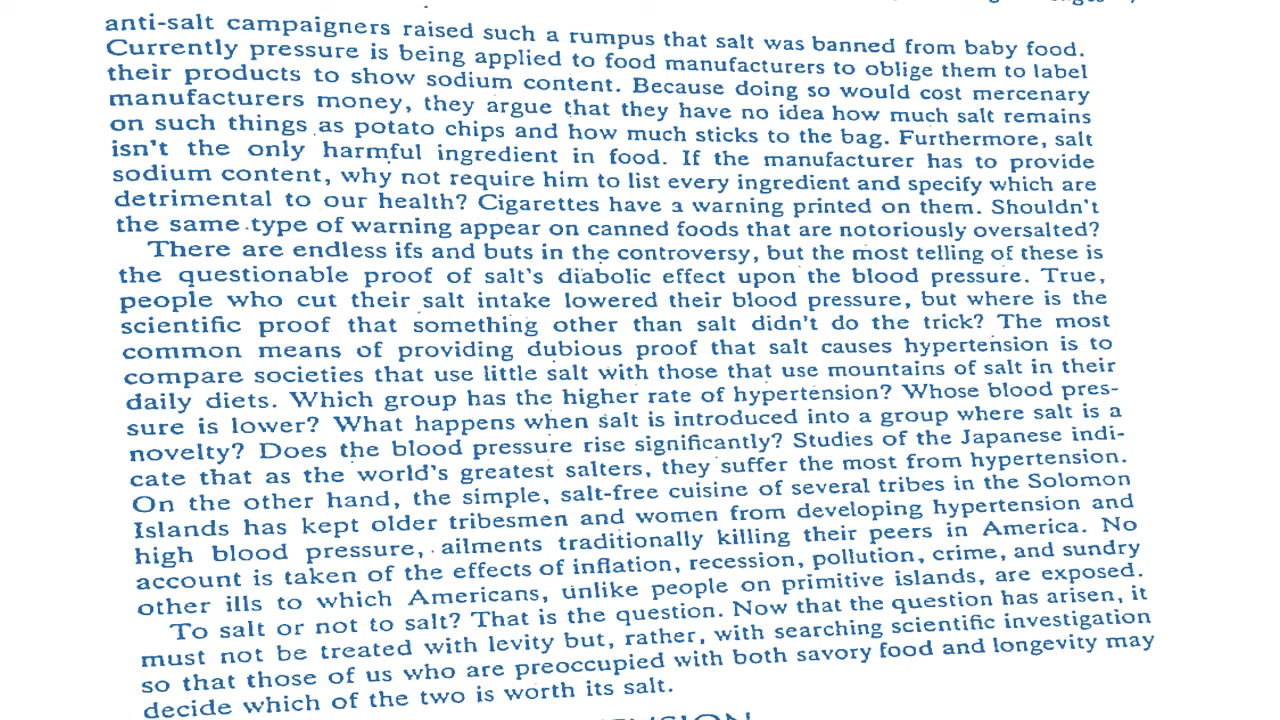 anti-salt campaigners raised such a rumpus that salt was banned from baby food.
Currently pressure is being applied to food manufacturers to oblige them to label
their products to show sodium content. Because doing so would cost mercenary
manufacturers money, they argue that they have no idea how much salt remains
on such things as potato chips and how much sticks to the bag. Furthermore, salt
isn't the only harmful ingredient in food. If the manufacturer has to provide
sodium content, why not require him to list every ingredient and specify which are
detrimental to our health? Cigarettes have a warning printed on them. Shouldn't
the same type of warning appear on canned foods that are notoriously oversalted?
There are endless ifs and buts in the controversy, but the most telling of these is
the questionable proof of salt's diabolic effect upon the blood pressure. True,
people who cut their salt intake lowered their blood pressure, but where is the
scientific proof that something other than salt didn't do the trick? The most
common means of providing dubious proof that salt causes hypertension is to
compare societies that use little salt with those that use mountains of salt in their
daily diets. Which group has the higher rate of hypertension? Whose blood pres-
sure is lower? What happens when salt is introduced into a group where salt is a
novelty? Does the blood pressure rise significantly? Studies of the Japanese indi-
cate that as the world's greatest salters, they suffer the most from hypertension.
On the other hand, the simple, salt-free cuisine of several tribes in the Solomon
Islands has kept older tribesmen and women from developing hypertension and
high blood pressure, ailments traditionally killing their peers in America. No
account is taken of the effects of inflation, recession, pollution, crime, and sundry
other ills to which Americans, unlike people on primitive islands, are exposed.
To salt or not to salt? That is the question. Now that the question has arisen, it
must not be treated with levity but, rather, with searching scientific investigation
so that those of us who are preoccupied with both savory food and longevity may
decide which of the two is worth its salt.